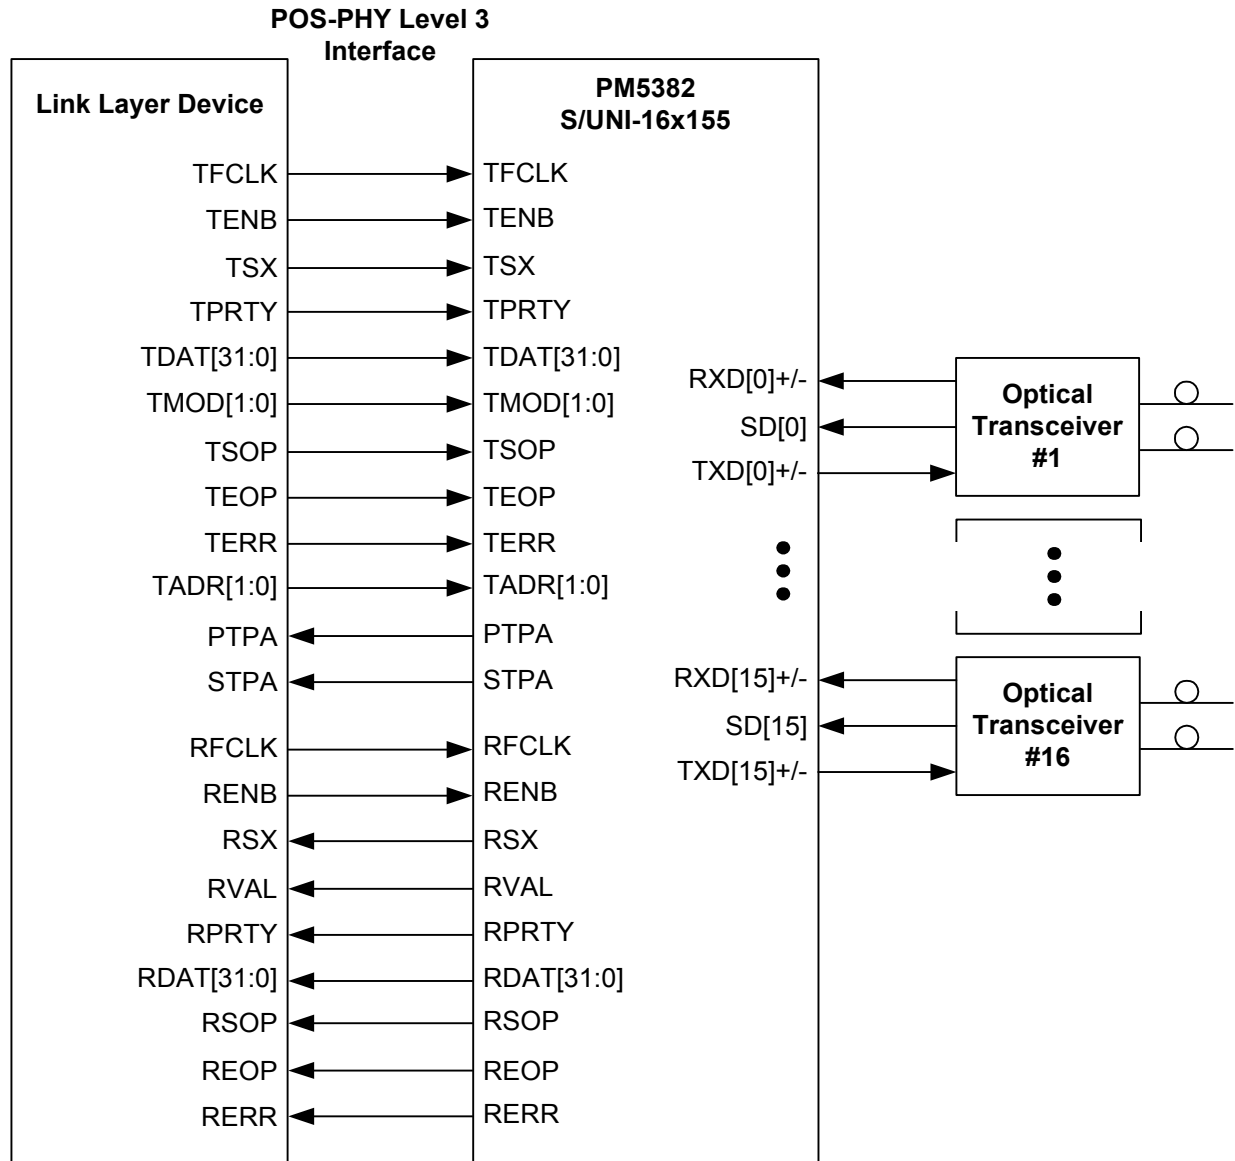 POS-PHY Level 3
Interface
Link Layer Device
PM5382
S/UNI-16x155
TFCLK TFCLK
TENB TENB
TSX TSX
TPRTY TPRTY
TDAT[31:0] TDAT[31:0]
TMOD[1:0] TMOD[1:0]
TSOP TSOP
TEOP TEOP
TERR TERR
TADR[1:0] TADR[1:0]
PTPA PTPA
STPA STPA
RFCLK RFCLK
RENB RENB
RSX RSX
RVAL RVAL
RPRTY RPRTY
RDAT[31:0] RDAT[31:0]
RSOP RSOP
REOP REOP
RERR RERR
RXD[0]+/-
SD[0]
TXD[0]+/-
Optical
Transceiver
#1
RXD[15]+/-
SD[15]
TXD[15]+/-
Optical
Transceiver
#16